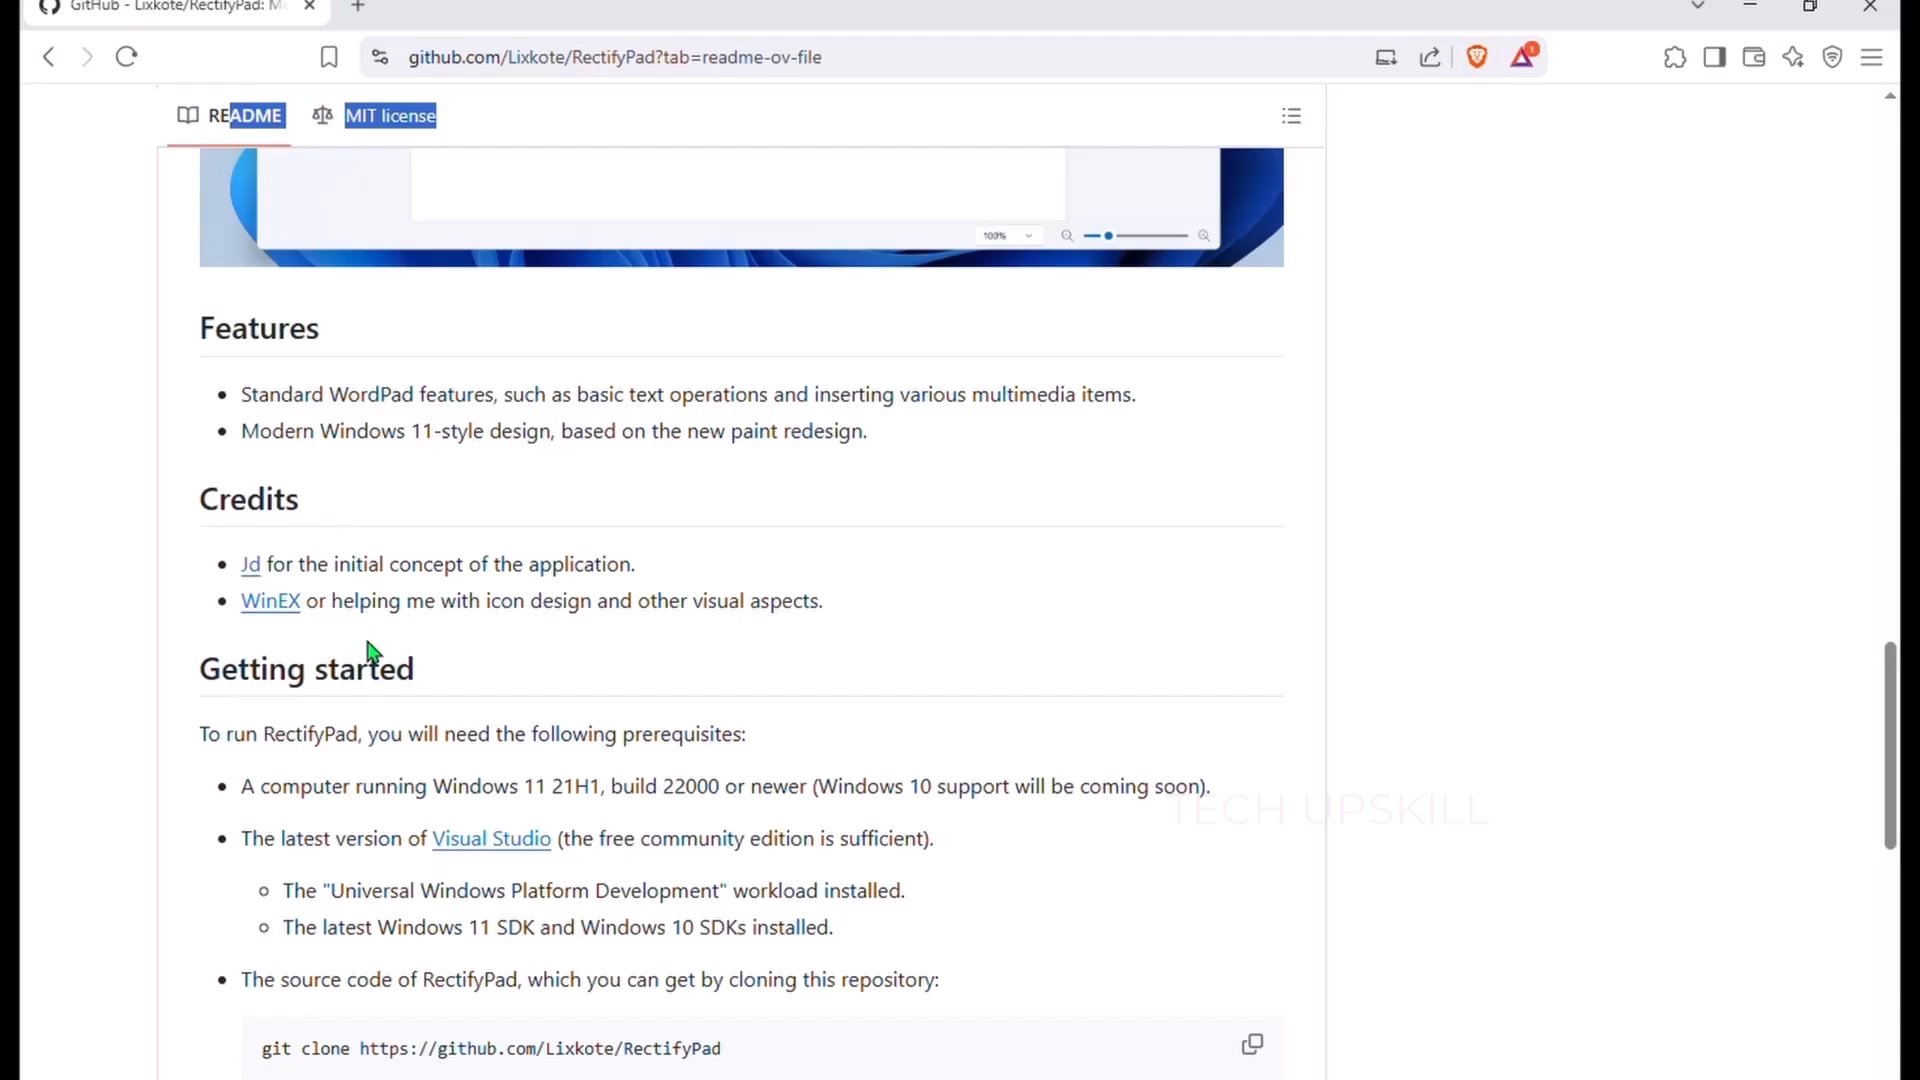 GitHub - Lixkote/RectifyPad: Mo
github.com/Lixkote/RectifyPad?tab=readme-ov-file
1
README
MIT license
100%
Features
Standard WordPad features, such as basic text operations and inserting various multimedia items.
Modern Windows 11-style design, based on the new paint redesign.
Credits
Jd for the initial concept of the application.
WinEX or helping me with icon design and other visual aspects.
Getting started
To run RectifyPad, you will need the following prerequisites:
A computer running Windows 11 21H1, build 22000 or newer (Windows 10 support will be coming soon).
TECH UPSKILL
The latest version of Visual Studio (the free community edition is sufficient).
The "Universal Windows Platform Development" workload installed.
The latest Windows 11 SDK and Windows 10 SDKs installed.
The source code of RectifyPad, which you can get by cloning this repository:
git clone https://github.com/Lixkote/RectifyPad